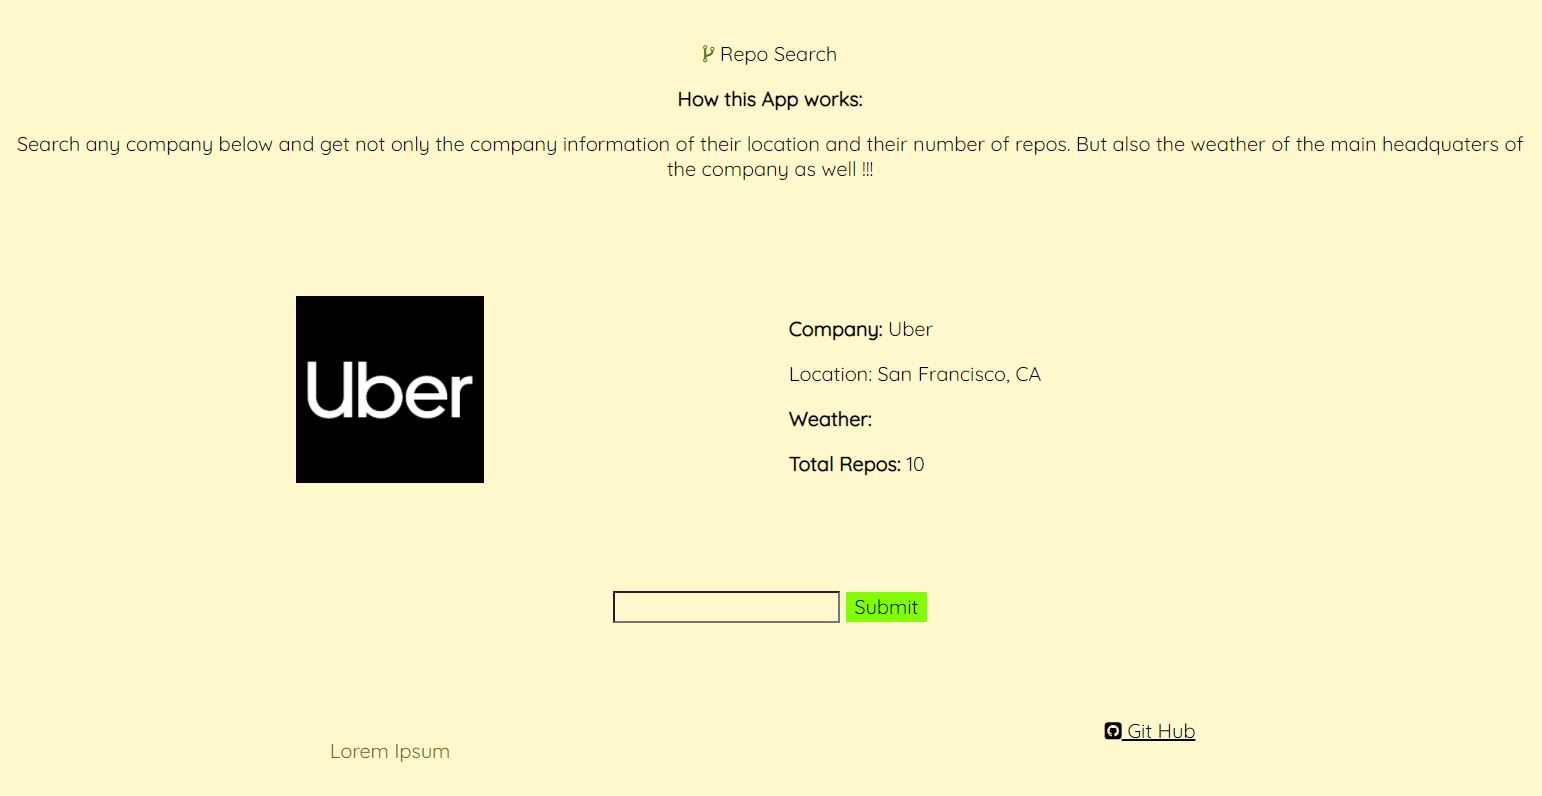 Repo Search
How this App works:
Search any company below and get not only the company information of their location and their number of repos. But also the weather of the main headquaters of
the company as well !!!
Uber
Company: Uber
Location: San Francisco, CA
Weather:
Total Repos: 10
Submit
Git Hub
Lorem Ipsum